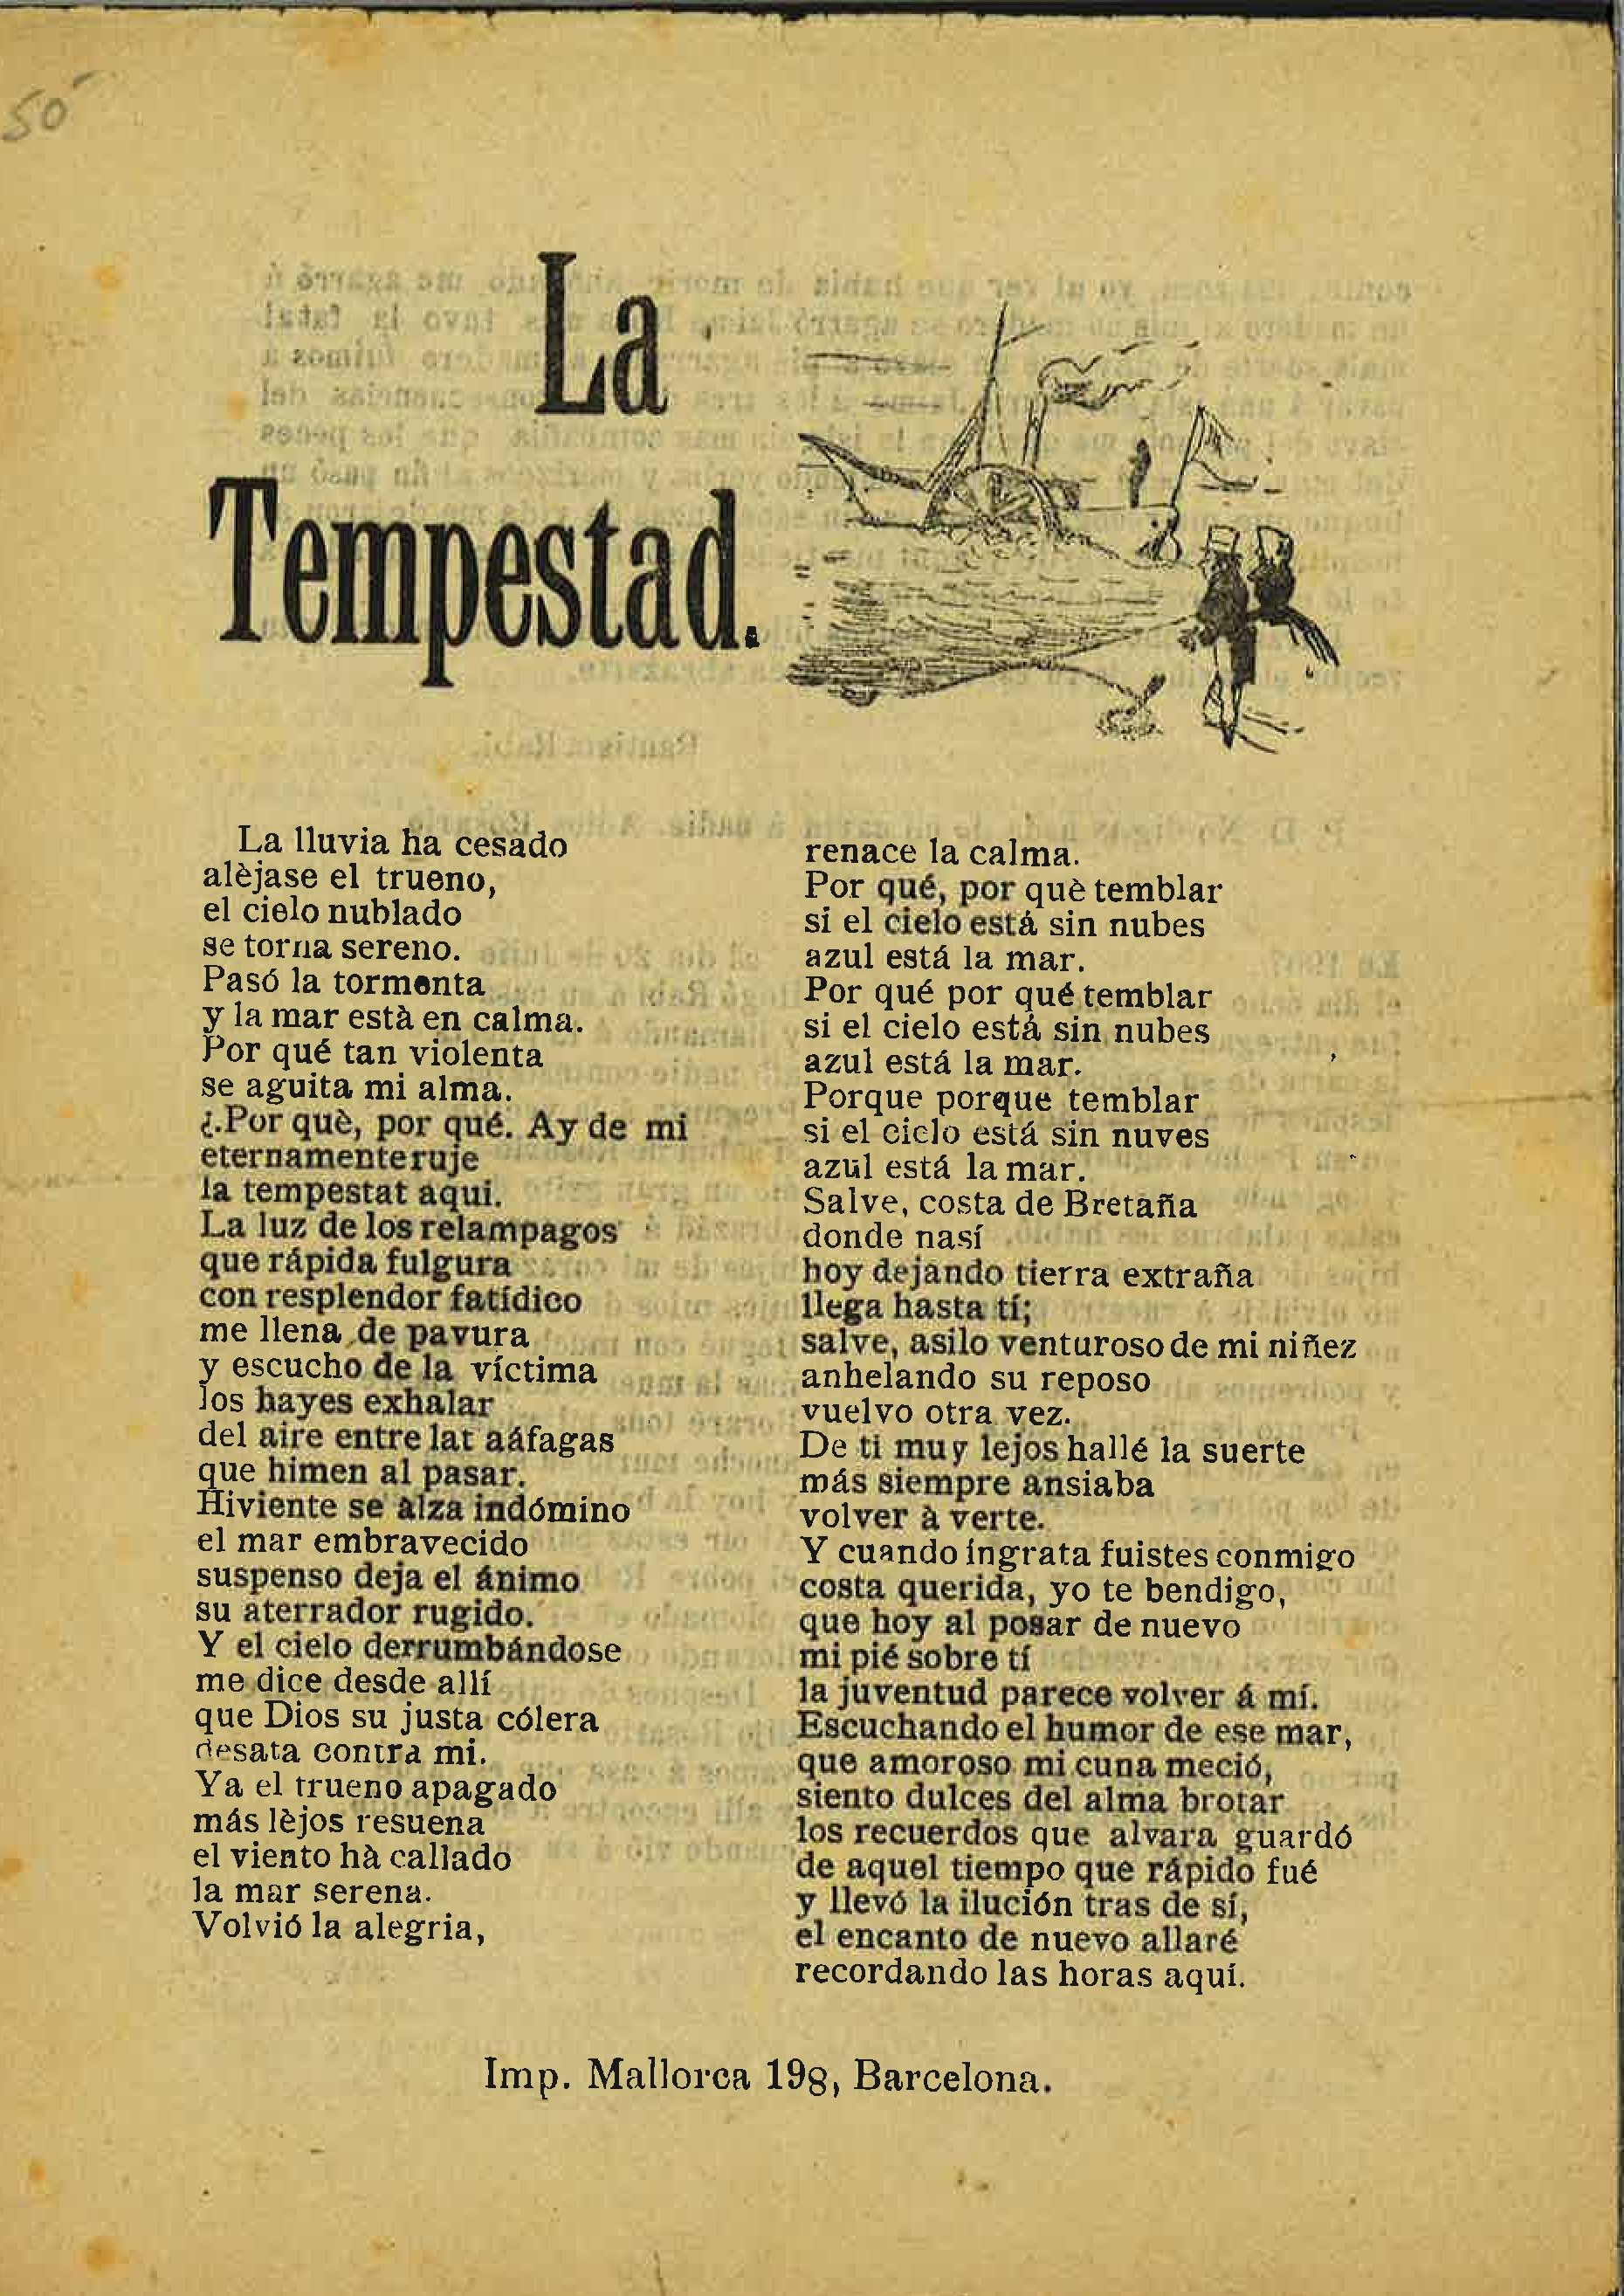 50
La
Tempestad.
La lluvia ha cesado
alèjase el trueno,
el cielo nublado
se torna sereno.
Pasó la tormenta
y la mar està en calma.
Por qué tan violenta
se aguita mi alma.
¿.Por què, por qué. Ay de mi
eternamente ruje
la tempestat aqui.
La luz de los relampagos
que rápida fulgura
con resplendor fatídico
me llena de pavura
y escucho de la víctima
los hayes exhalar
del aire entre lat aáfagas
que himen al pasar.
Hiviente se àlza indómino
el mar embravecido
suspenso deja el ánimo
su aterrador rugido.
Y el cielo derrumbándose
me dice desde allí
que Dios su justa cólera
desata contra mi.
Ya el trueno apagado
más lèjos resuena
el viento hà callado
la mar serena.
Volvió la alegria,
renace la calma.
Por qué, por què temblar
si el cielo está sin nubes
azul está la mar.
Por qué por qué temblar
si el cielo está sin nubes
azul está la mar.
Porque porque temblar
si el cielo está sin nuves
azul está la mar.
Salve, costa de Bretaña
donde nasí
hoy dejando tierra extraña
llega hasta tí;
salve, asilo venturoso de mi niñez
anhelando su reposo
vuelvo otra vez.
De ti muy lejos hallé la suerte
más siempre ansiaba
volver à verte.
Y cuando íngrata fuistes conmigo
costa querida, yo te bendigo,
que hoy al posar de nuevo
mi pié sobre tí
la juventud parece volver á mí.
Escuchando el humor de ese mar,
que amoroso mi cuna meció,
siento dulces del alma brotar
los recuerdos que alvara guardó
de aquel tiempo que rápido fué
y llevó la ilución tras de sí,
el encanto de nuevo allaré
recordando las horas aquí.
Imp. Mallorca 198, Barcelona.